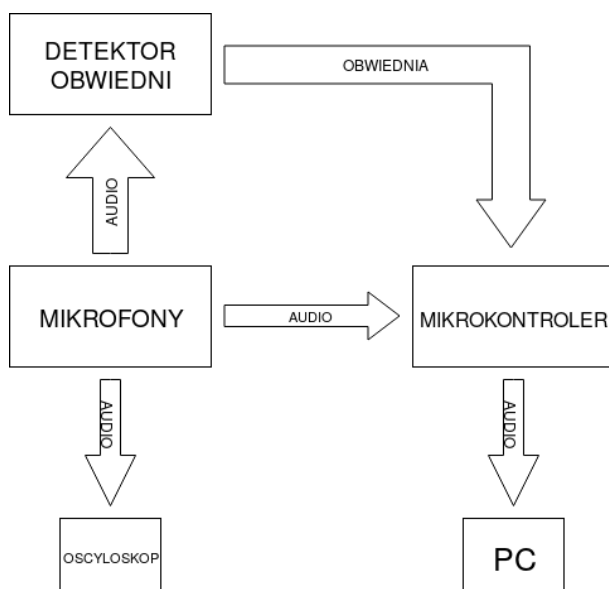 DETEKTOR
OBWIEDNI
OBWIEDNIA
AUDIO
MIKROFONY
AUDIO
MIKROKONTROLER
AUDIO
AUDIO
OSCYLOSKOP
PC